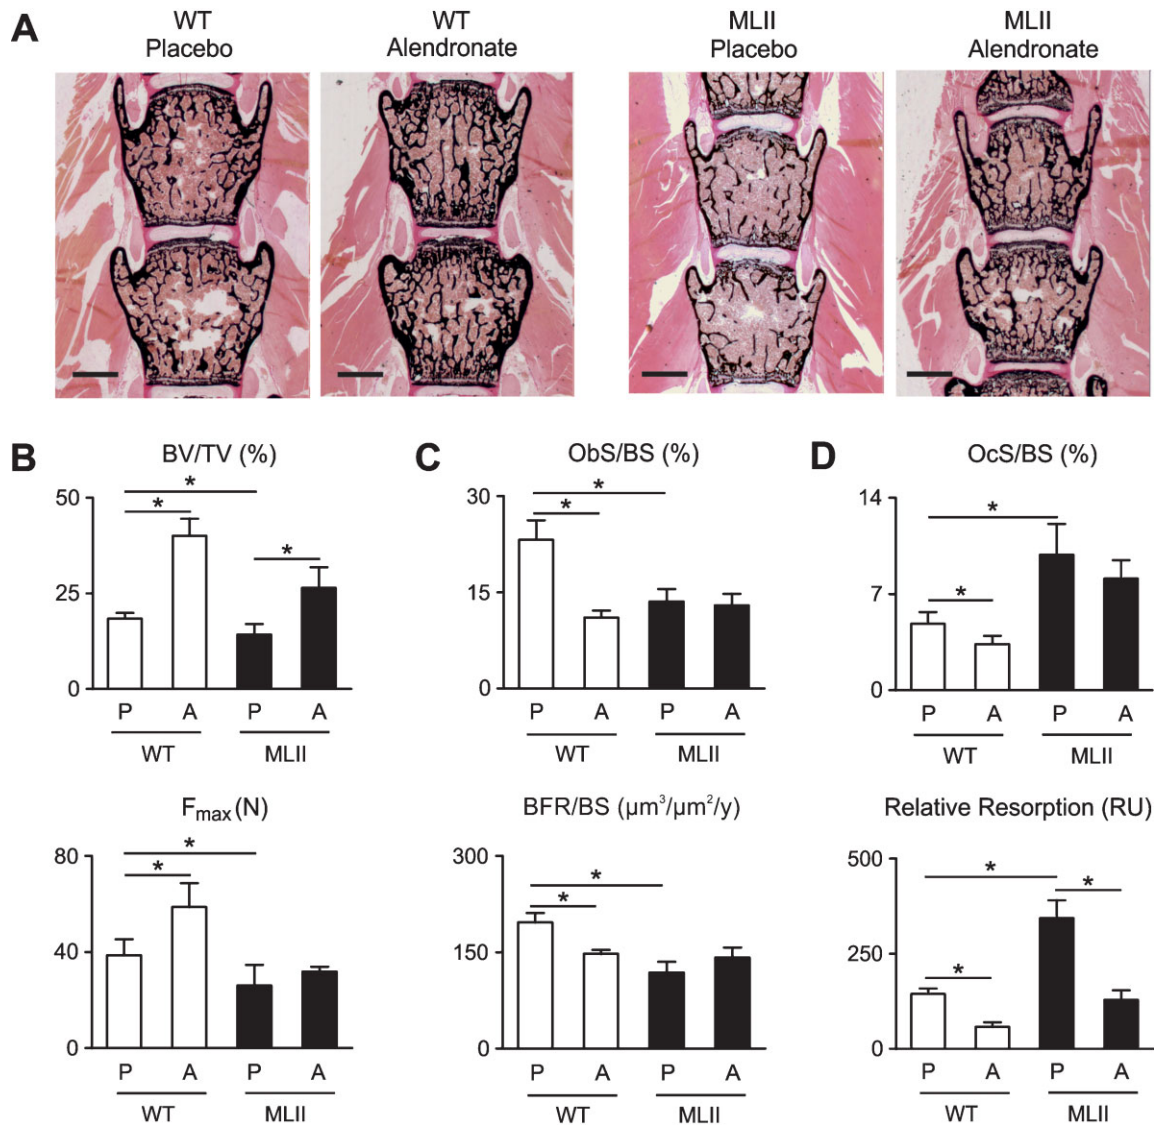 A
WT
Placebo
WT
Alendronate
MLII
Placebo
MLII
Alendronate
B
BV/TV (%)
*
*
*
50
25
0
P A P A
WT MLII
C
ObS/BS (%)
*
*
30
15
0
P A P A
WT MLII
D
OcS/BS (%)
*
*
14
7
0
P A P A
WT MLII
Fmax (N)
*
*
80
40
0
P A P A
WT MLII
BFR/BS (µm³/µm²/y)
*
*
300
150
0
P A P A
WT MLII
Relative Resorption (RU)
*
*
*
500
250
0
P A P A
WT MLII